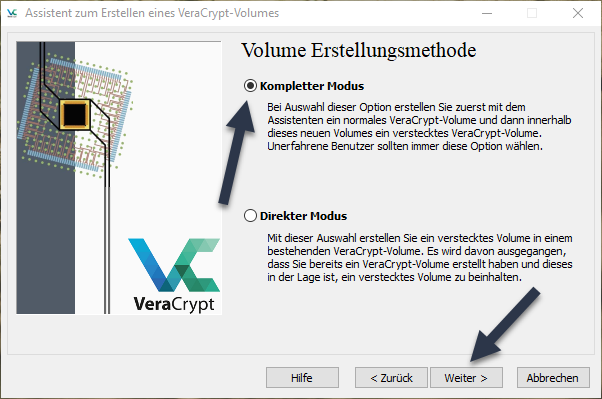 Assistent zum Erstellen eines VeraCrypt-Volumes
Volume Erstellungsmethode
Kompletter Modus
Bei Auswahl dieser Option erstellen Sie zuerst mit dem
Assistenten ein normales VeraCrypt-Volume und dann innerhalb
dieses neuen Volumes ein verstecktes VeraCrypt-Volume.
Unerfahrene Benutzer sollten immer diese Option wählen.
Direkter Modus
Mit dieser Auswahl erstellen Sie ein verstecktes Volume in einem
bestehenden VeraCrypt-Volume. Es wird davon ausgegangen,
dass Sie bereits ein VeraCrypt-Volume erstellt haben und dieses
in der Lage ist, ein verstecktes Volume zu beinhalten.
VeraCrypt
Hilfe
< Zurück
Weiter >
Abbrechen